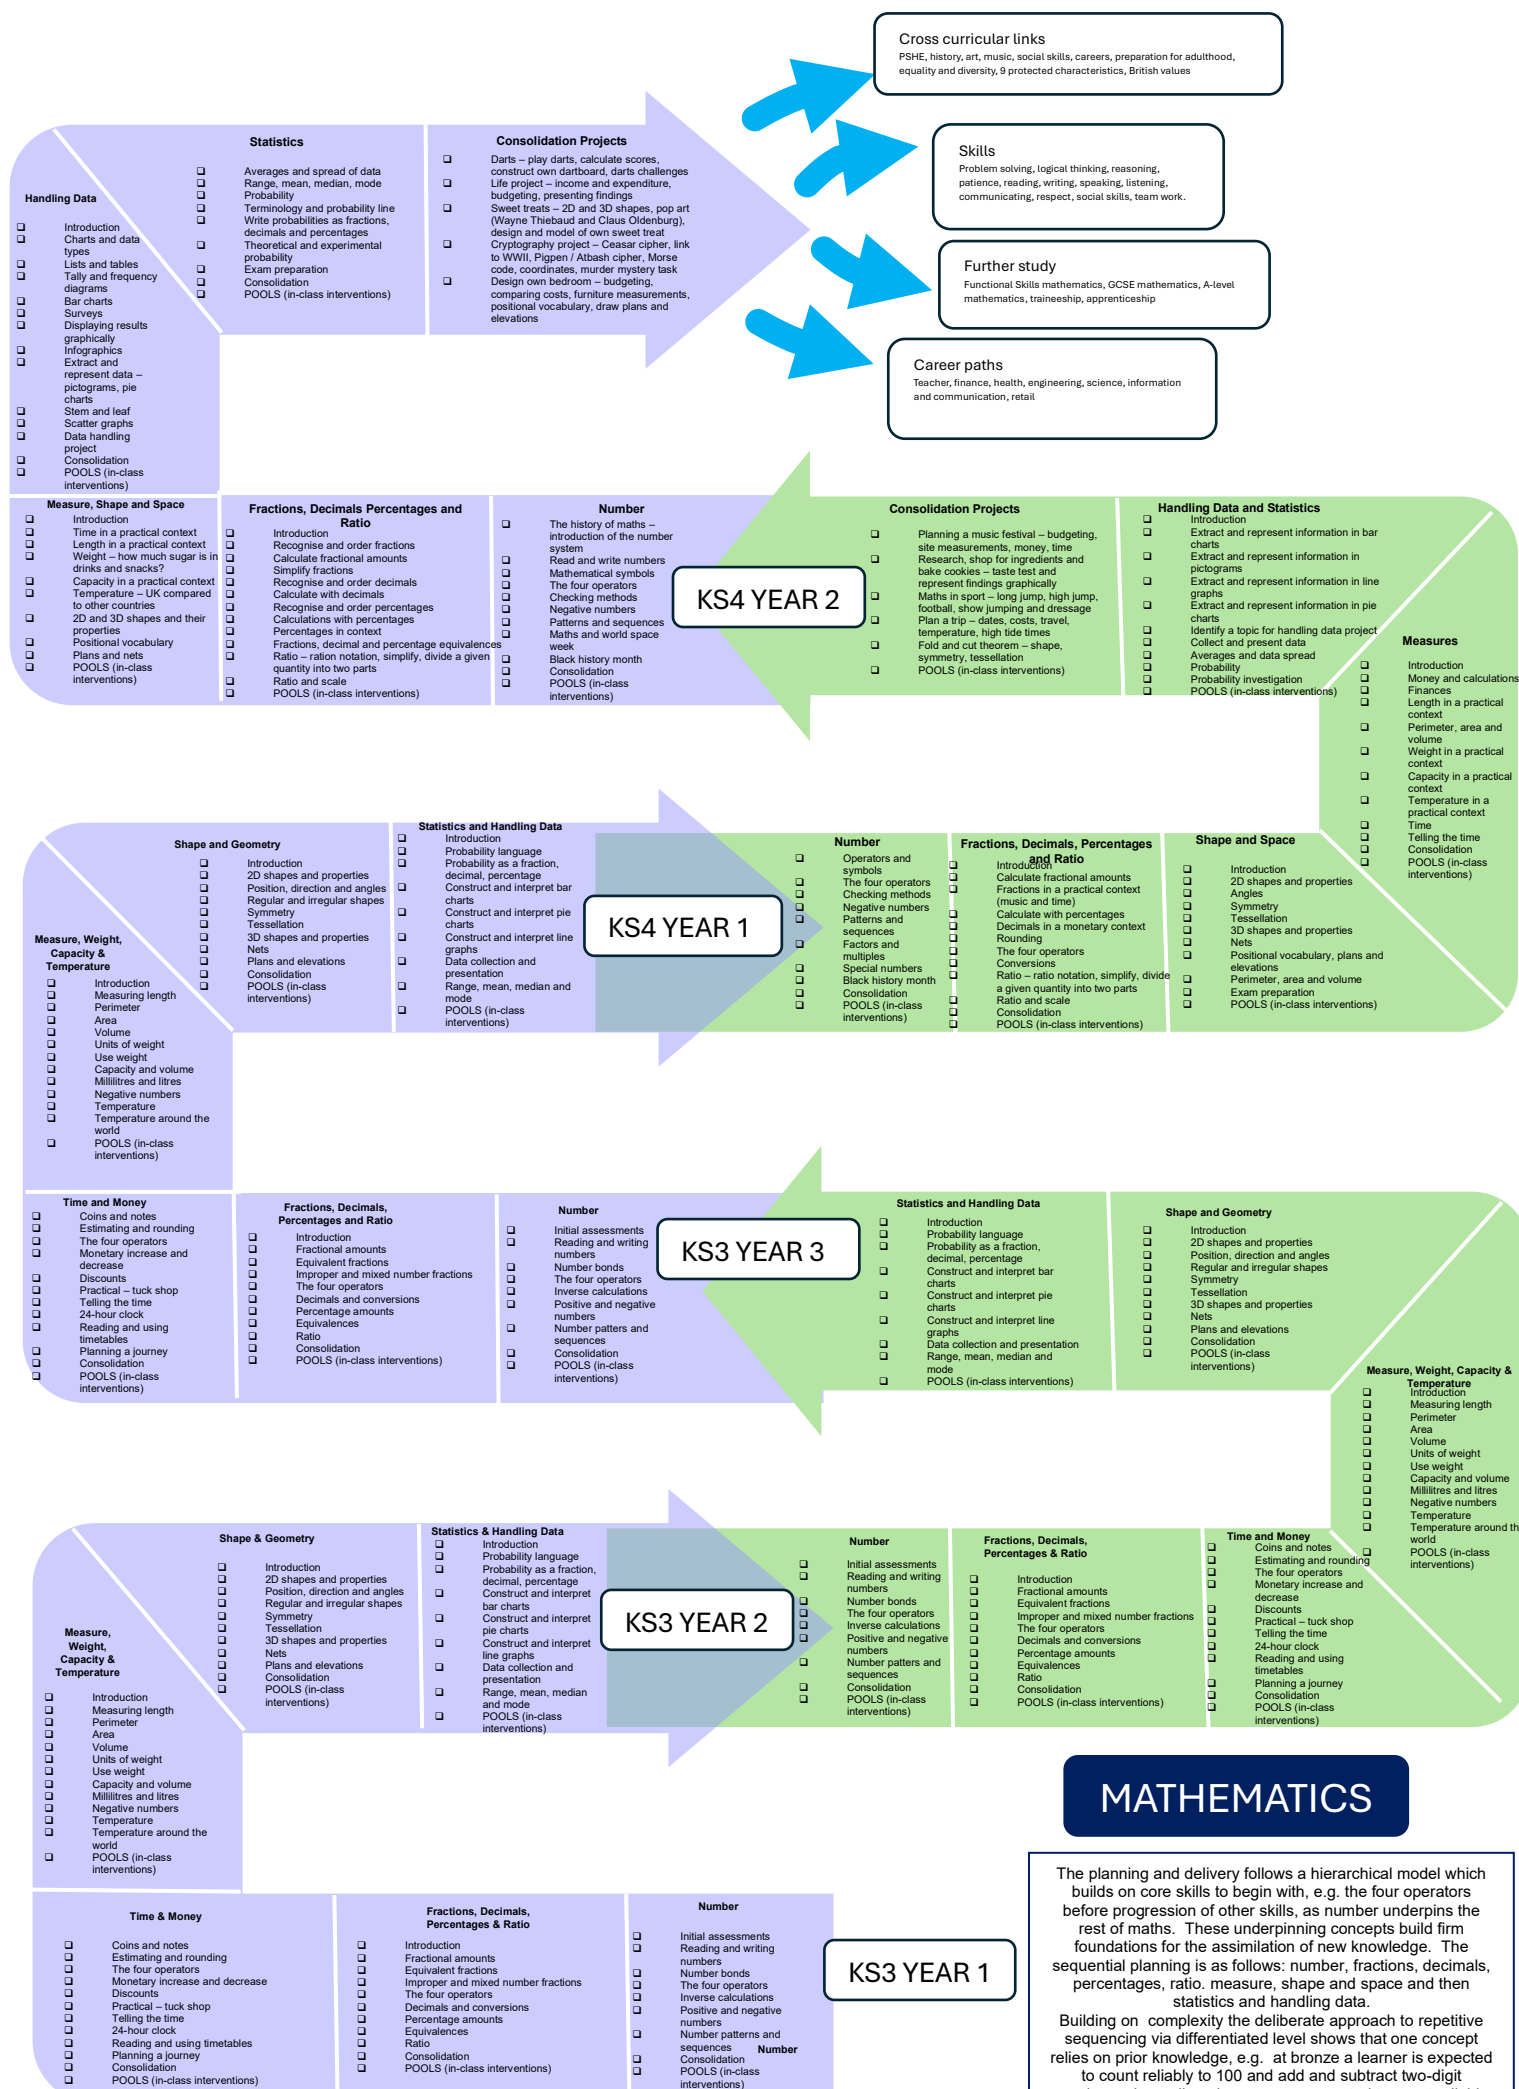 Cross curricular links
PSHE, history, art, music, social skills, careers, preparation for adulthood,
equality and diversity, 9 protected characteristics, British values
Skills
Problem solving, logical thinking, reasoning,
patience, reading, writing, speaking, listening,
communicating, respect, social skills, team work.
Further study
Functional Skills mathematics, GCSE mathematics, A-level
mathematics, traineeship, apprenticeship
Career paths
Teacher, finance, health, engineering, science, information
and communication, retail
Handling Data
Introduction
Charts and data
types
Lists and tables
Tally and frequency
diagrams
Bar charts
Surveys
Displaying results
graphically
Infographics
Extract and
represent data –
pictograms, pie
charts
Stem and leaf
Scatter graphs
Data handling
project
Consolidation
POOLS (in-class
interventions)
Statistics
Averages and spread of data
Range, mean, median, mode
Probability
Terminology and probability line
Write probabilities as fractions,
decimals and percentages
Theoretical and experimental
probability
Exam preparation
Consolidation
POOLS (in-class interventions)
Consolidation Projects
Darts – play darts, calculate scores,
construct own dartboard, darts challenges
Life project – income and expenditure,
budgeting, presenting findings
Sweet treats – 2D and 3D shapes, pop art
(Wayne Thiebaud and Claus Oldenburg),
design and model of own sweet treat
Cryptography project – Ceasar cipher, link
to WWII, Pigpen / Atbash cipher, Morse
code, coordinates, murder mystery task
Design own bedroom – budgeting,
comparing costs, furniture measurements,
positional vocabulary, draw plans and
elevations
Measure, Shape and Space
Introduction
Time in a practical context
Length in a practical context
Weight – how much sugar is in
drinks and snacks?
Capacity in a practical context
Temperature – UK compared
to other countries
2D and 3D shapes and their
properties
Positional vocabulary
Plans and nets
POOLS (in-class
interventions)
Fractions, Decimals Percentages and
Ratio
Introduction
Recognise and order fractions
Calculate fractional amounts
Simplify fractions
Recognise and order decimals
Calculate with decimals
Recognise and order percentages
Calculations with percentages
Percentages in context
Fractions, decimal and percentage equivalences
Ratio – ration notation, simplify, divide a given
quantity into two parts
Ratio and scale
POOLS (in-class interventions)
Number
The history of maths –
introduction of the number
system
Read and write numbers
Mathematical symbols
The four operators
Checking methods
Negative numbers
Patterns and sequences
Maths and world space
week
Black history month
Consolidation
POOLS (in-class
interventions)
KS4 YEAR 2
Consolidation Projects
Planning a music festival – budgeting,
site measurements, money, time
Research, shop for ingredients and
bake cookies – taste test and
represent findings graphically
Maths in sport – long jump, high jump,
football, show jumping and dressage
Plan a trip – dates, costs, travel,
temperature, high tide times
Fold and cut theorem – shape,
symmetry, tessellation
POOLS (in-class interventions)
Handling Data and Statistics
Introduction
Extract and represent information in bar
charts
Extract and represent information in
pictograms
Extract and represent information in line
graphs
Extract and represent information in pie
charts
Identify a topic for handling data project
Collect and present data
Averages and data spread
Probability
Probability investigation
POOLS (in-class interventions)
Measures
Introduction
Money and calculations
Finances
Length in a practical
context
Perimeter, area and
volume
Weight in a practical
context
Capacity in a practical
context
Temperature in a
practical context
Time
Telling the time
Consolidation
POOLS (in-class
interventions)
Measure, Weight,
Capacity &
Temperature
Introduction
Measuring length
Perimeter
Area
Volume
Units of weight
Use weight
Capacity and volume
Millilitres and litres
Negative numbers
Temperature
Temperature around the
world
POOLS (in-class
interventions)
Shape and Geometry
Introduction
2D shapes and properties
Position, direction and angles
Regular and irregular shapes
Symmetry
Tessellation
3D shapes and properties
Nets
Plans and elevations
Consolidation
POOLS (in-class
interventions)
Statistics and Handling Data
Introduction
Probability language
Probability as a fraction,
decimal, percentage
Construct and interpret bar
charts
Construct and interpret pie
charts
Construct and interpret line
graphs
Data collection and
presentation
Range, mean, median and
mode
POOLS (in-class
interventions)
KS4 YEAR 1
Number
Operators and
symbols
The four operators
Checking methods
Negative numbers
Patterns and
sequences
Factors and
multiples
Special numbers
Black history month
Consolidation
POOLS (in-class
interventions)
Fractions, Decimals, Percentages
and Ratio
Introduction
Calculate fractional amounts
Fractions in a practical context
(music and time)
Calculate with percentages
Decimals in a monetary context
Rounding
The four operators
Conversions
Ratio – ratio notation, simplify, divide
a given quantity into two parts
Ratio and scale
Consolidation
POOLS (in-class interventions)
Shape and Space
Introduction
2D shapes and properties
Angles
Symmetry
Tessellation
3D shapes and properties
Nets
Positional vocabulary, plans and
elevations
Perimeter, area and volume
Exam preparation
POOLS (in-class interventions)
Time and Money
Coins and notes
Estimating and rounding
The four operators
Monetary increase and
decrease
Discounts
Practical – tuck shop
Telling the time
24-hour clock
Reading and using
timetables
Planning a journey
Consolidation
POOLS (in-class
interventions)
Fractions, Decimals,
Percentages and Ratio
Introduction
Fractional amounts
Equivalent fractions
Improper and mixed number fractions
The four operators
Decimals and conversions
Percentage amounts
Equivalences
Ratio
Consolidation
POOLS (in-class interventions)
Number
Initial assessments
Reading and writing
numbers
Number bonds
The four operators
Inverse calculations
Positive and negative
numbers
Number patters and
sequences
Consolidation
POOLS (in-class
interventions)
KS3 YEAR 3
Statistics and Handling Data
Introduction
Probability language
Probability as a fraction,
decimal, percentage
Construct and interpret bar
charts
Construct and interpret pie
charts
Construct and interpret line
graphs
Data collection and presentation
Range, mean, median and
mode
POOLS (in-class interventions)
Shape and Geometry
Introduction
2D shapes and properties
Position, direction and angles
Regular and irregular shapes
Symmetry
Tessellation
3D shapes and properties
Nets
Plans and elevations
Consolidation
POOLS (in-class
interventions)
Measure, Weight, Capacity &
Temperature
Introduction
Measuring length
Perimeter
Area
Volume
Units of weight
Use weight
Capacity and volume
Millilitres and litres
Negative numbers
Temperature
Temperature around th
world
POOLS (in-class
interventions)
Measure,
Weight,
Capacity &
Temperature
Introduction
Measuring length
Perimeter
Area
Volume
Units of weight
Use weight
Capacity and volume
Millilitres and litres
Negative numbers
Temperature
Temperature around the
world
POOLS (in-class
interventions)
Shape & Geometry
Introduction
2D shapes and properties
Position, direction and angles
Regular and irregular shapes
Symmetry
Tessellation
3D shapes and properties
Nets
Plans and elevations
Consolidation
POOLS (in-class
interventions)
Statistics & Handling Data
Introduction
Probability language
Probability as a fraction,
decimal, percentage
Construct and interpret
bar charts
Construct and interpret
pie charts
Construct and interpret
line graphs
Data collection and
presentation
Range, mean, median
and mode
POOLS (in-class
interventions)
KS3 YEAR 2
Number
Initial assessments
Reading and writing
numbers
Number bonds
The four operators
Inverse calculations
Positive and negative
numbers
Number patters and
sequences
Consolidation
POOLS (in-class
interventions)
Fractions, Decimals,
Percentages & Ratio
Introduction
Fractional amounts
Equivalent fractions
Improper and mixed number fractions
The four operators
Decimals and conversions
Percentage amounts
Equivalences
Ratio
Consolidation
POOLS (in-class interventions)
Time and Money
Coins and notes
Estimating and rounding
The four operators
Monetary increase and
decrease
Discounts
Practical – tuck shop
Telling the time
24-hour clock
Reading and using
timetables
Planning a journey
Consolidation
POOLS (in-class
interventions)
Time & Money
Coins and notes
Estimating and rounding
The four operators
Monetary increase and decrease
Discounts
Practical – tuck shop
Telling the time
24-hour clock
Reading and using timetables
Planning a journey
Consolidation
POOLS (in-class interventions)
Fractions, Decimals,
Percentages & Ratio
Introduction
Fractional amounts
Equivalent fractions
Improper and mixed number fractions
The four operators
Decimals and conversions
Percentage amounts
Equivalences
Ratio
Consolidation
POOLS (in-class interventions)
Number
Initial assessments
Reading and writing
numbers
Number bonds
The four operators
Inverse calculations
Positive and negative
numbers
Number patterns and
sequences
Consolidation
POOLS (in-class
interventions)
Number
KS3 YEAR 1
MATHEMATICS
The planning and delivery follows a hierarchical model which
builds on core skills to begin with, e.g. the four operators
before progression of other skills, as number underpins the
rest of maths. These underpinning concepts build firm
foundations for the assimilation of new knowledge. The
sequential planning is as follows: number, fractions, decimals,
percentages, ratio. measure, shape and space and then
statistics and handling data.
Building on complexity the deliberate approach to repetitive
sequencing via differentiated level shows that one concept
relies on prior knowledge, e.g. at bronze a learner is expected
to count reliably to 100 and add and subtract two-digit